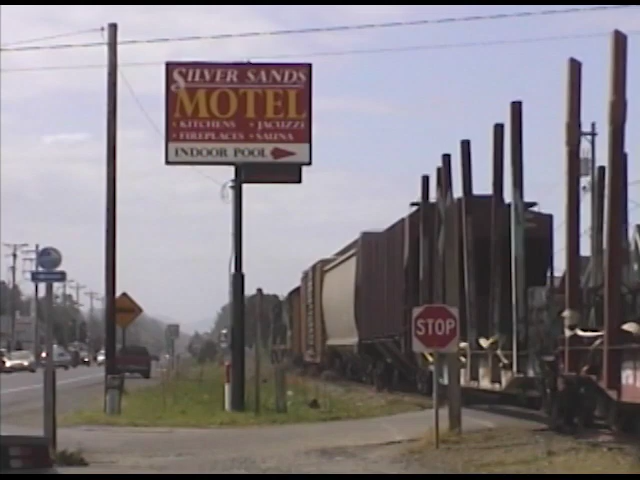 SILVER SANDS
MOTEL
• KITCHENS • JACUZZI
• FIREPLACES • SAUNA
INDOOR POOL
STOP